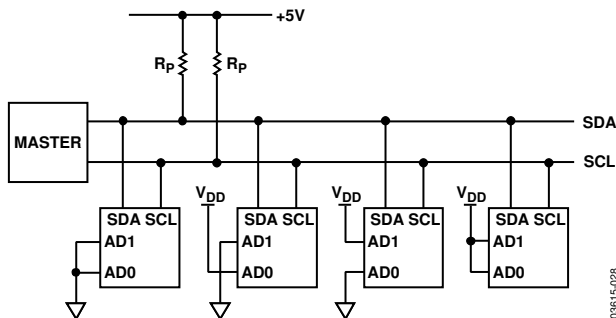 +5V
RP RP
MASTER
SDA
SCL
VDD VDD VDD
SDA SCL SDA SCL SDA SCL SDA SCL
AD1 AD1 AD1 AD1
AD0 AD0 AD0 AD0
03615-028